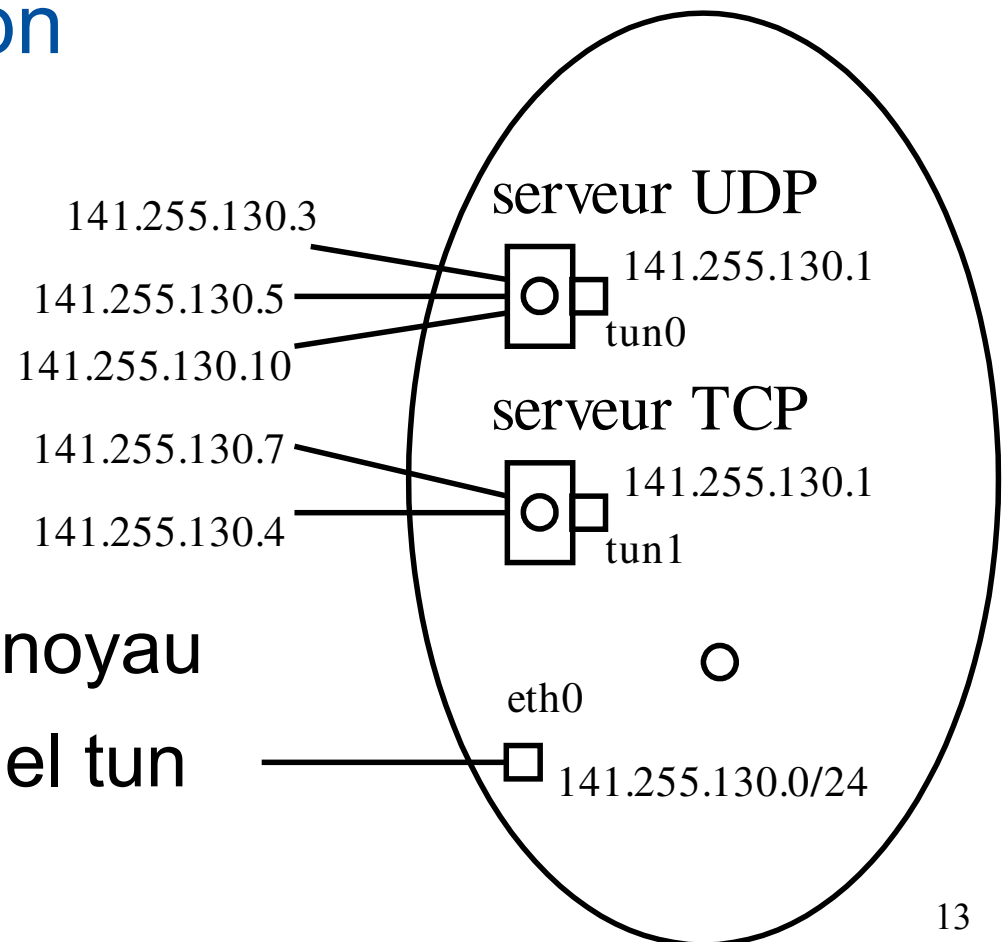 on
serveur UDP
141.255.130.3
141.255.130.1
141.255.130.5
tun0
141.255.130.10
serveur TCP
141.255.130.7
141.255.130.1
141.255.130.4
tun1
noyau
eth0
el tun
141.255.130.0/24
13